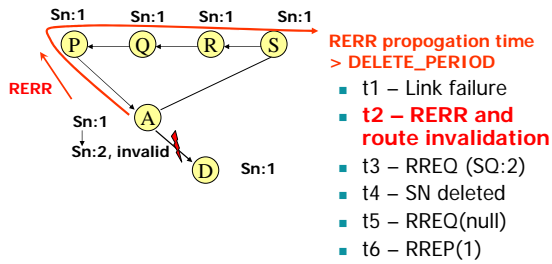 Sn:1 Sn:1 Sn:1 Sn:1
P Q R S
RERR
A
Sn:1
Sn:2, invalid
D
Sn:1
RERR propogation time
> DELETE_PERIOD
t1 – Link failure
t2 – RERR and
route invalidation
t3 – RREQ (SQ:2)
t4 – SN deleted
t5 – RREQ(null)
t6 – RREP(1)